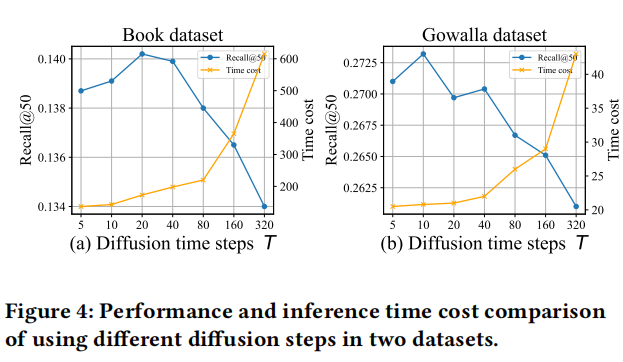 Book dataset
Recall@50
Time cost
0.140
0.138
0.136
0.134
Recall@50
600
500
400
300
200
Time cost
5 10 20 40 80 160 320
(a) Diffusion time steps T
Gowalla dataset
Recall@50
Time cost
0.2725
0.2700
0.2675
0.2650
0.2625
Recall@50
40
35
30
25
20
Time cost
5 10 20 40 80 160 320
(b) Diffusion time steps T
Figure 4: Performance and inference time cost comparison
of using different diffusion steps in two datasets.